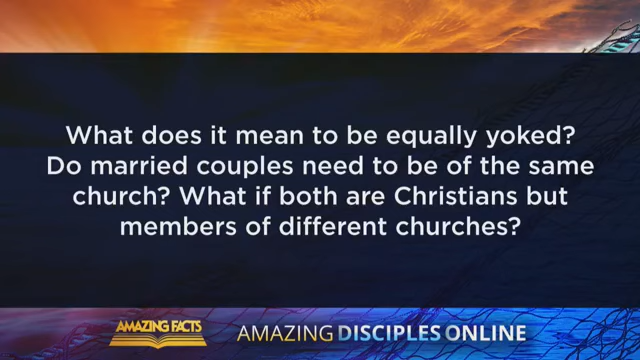 What does it mean to be equally yoked?
Do married couples need to be of the same
church? What if both are Christians but
members of different churches?
AMAZING FACTS
AMAZING DISCIPLES ONLINE